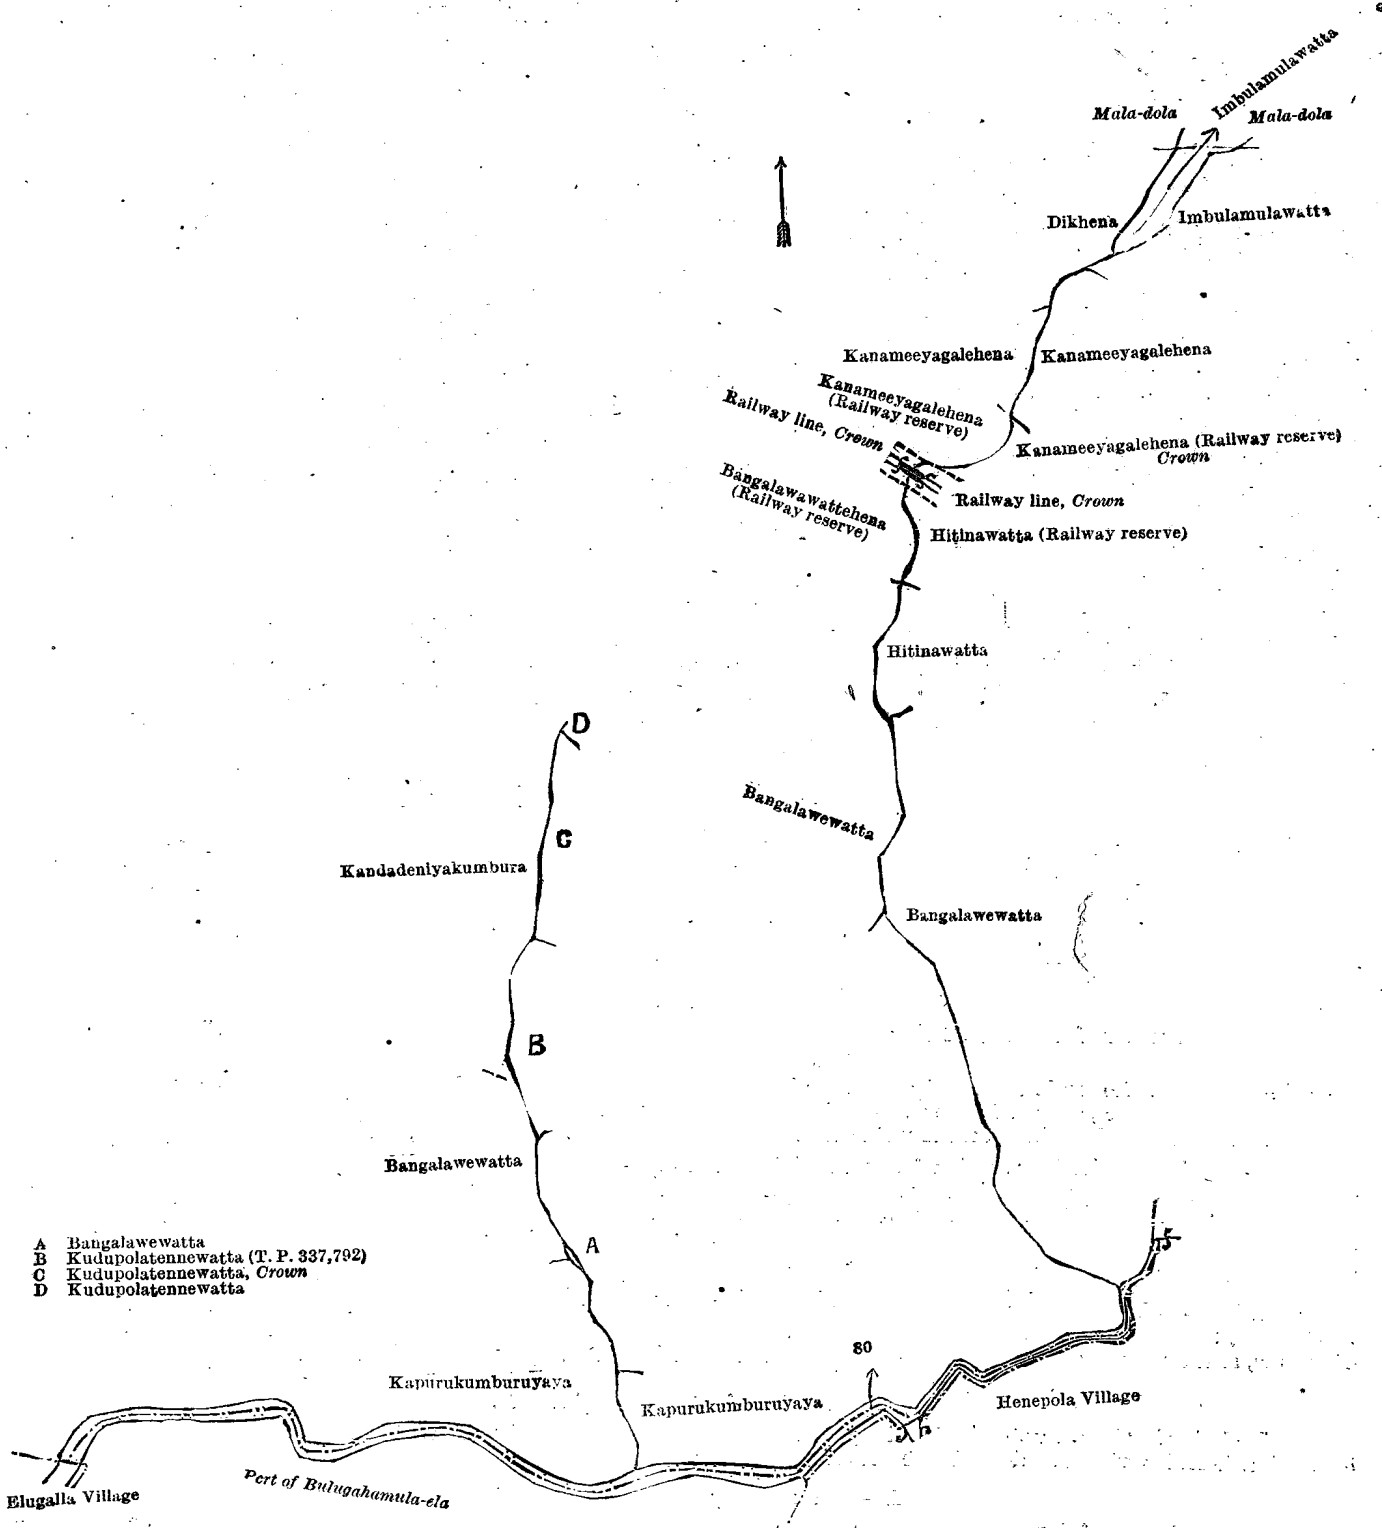 Imbulamulawatta
Mala-dola
Mala-dola
Dikhena
Imbulamulawatta
Kanameeyagalehena
Kanameeyagalehena
Kanameeyagalehena
(Railway reserve)
Railway line, Crown
Kanameeyagalehena (Railway reserve)
Crown
Bangalawawattehena
(Railway reserve)
Railway line, Crown
Hitinawatta (Railway reserve)
Hitinawatta
D
Bangalawewatta
C
Kandadeniyakumbura
Bangalawewatta
B
Bangalawewatta
A
A Bangalawewatta
B Kudupolatennewatta (T. P. 337,792)
C Kudupolatennewatta, Crown
D Kudupolatennewatta
80
Kapurukumburuyaya
Kapurukumburuyaya
Henepola Village
Part of Bulugahamula-ela
Elugalla Village